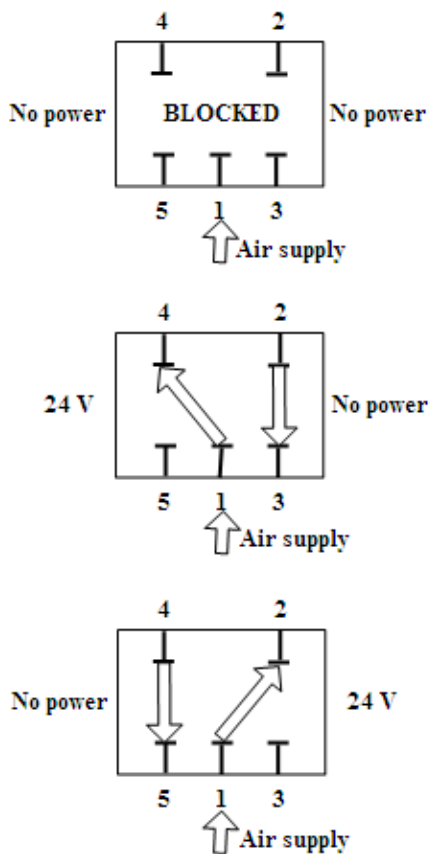 4 2
No power BLOCKED No power
5 1 3
Air supply
4 2
24 V No power
5 1 3
Air supply
4 2
No power 24 V
5 1 3
Air supply